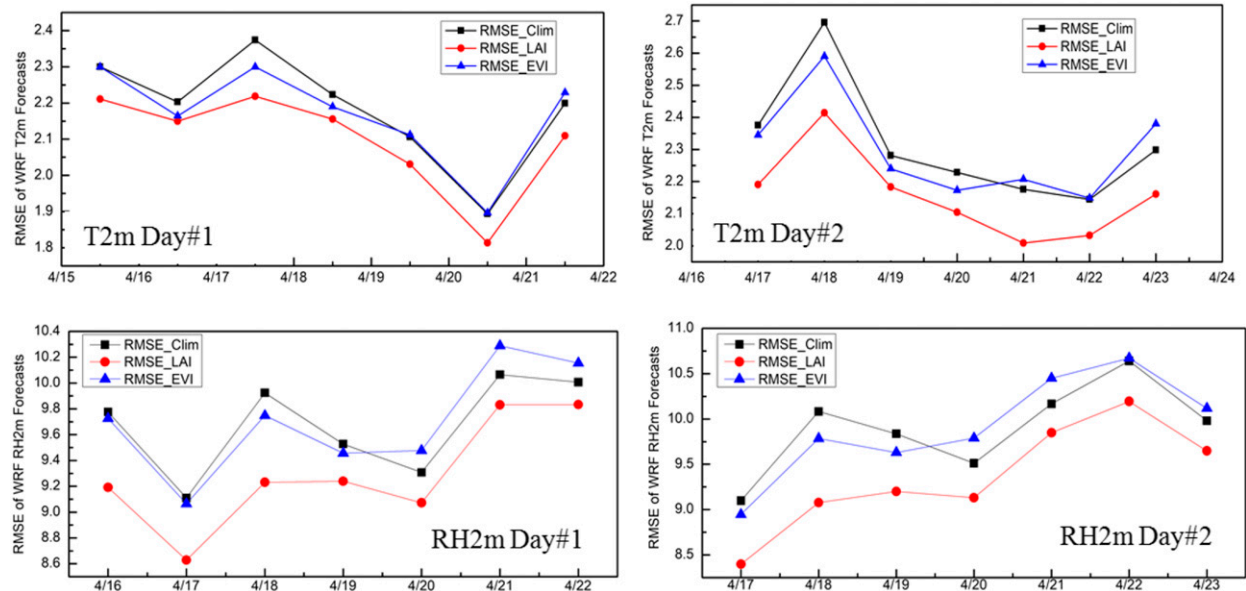 RMSE of WRF T2m Forecasts
2.4
2.3
2.2
2.1
2.0
1.9
1.8
RMSE_Clim
RMSE_LAI
RMSE_EVI
T2m Day#1
4/15 4/16 4/17 4/18 4/19 4/20 4/21 4/22
RMSE of WRF T2m Forecasts
2.7
2.6
2.5
2.4
2.3
2.2
2.1
2.0
RMSE_Clim
RMSE_LAI
RMSE_EVI
T2m Day#2
4/16 4/17 4/18 4/19 4/20 4/21 4/22 4/23 4/24
RMSE of WRF RH2m Forecasts
10.4
10.2
10.0
9.8
9.6
9.4
9.2
9.0
8.8
8.6
RMSE_Clim
RMSE_LAI
RMSE_EVI
RH2m Day#1
4/16 4/17 4/18 4/19 4/20 4/21 4/22
RMSE of WRF RH2m Forecasts
11.0
10.5
10.0
9.5
9.0
8.5
RMSE_Clim
RMSE_LAI
RMSE_EVI
RH2m Day#2
4/17 4/18 4/19 4/20 4/21 4/22 4/23